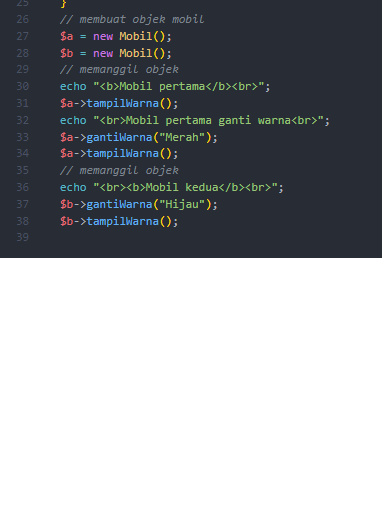 25 }
26 // membuat objek mobil
27 $a = new Mobil();
28 $b = new Mobil();
29 // memanggil objek
30 echo "<b>Mobil pertama</b><br>";
31 $a->tampilWarna();
32 echo "<br>Mobil pertama ganti warna<br>";
33 $a->gantiWarna("Merah");
34 $a->tampilWarna();
35 // memanggil objek
36 echo "<br><b>Mobil kedua</b><br>";
37 $b->gantiWarna("Hijau");
38 $b->tampilWarna();
39